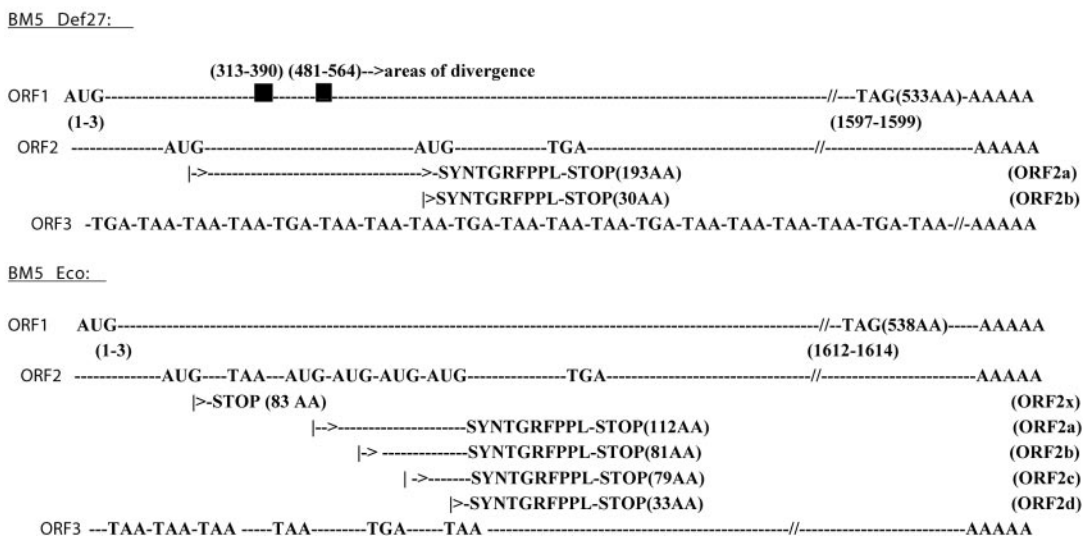 BM5 Def27:
(313-390) (481-564)-->areas of divergence
ORF1 AUG--------------------■---------■------------------------------------------------------------------//---TAG(533AA)-AAAAA
(1-3) (1597-1599)
ORF2 ---------------AUG----------------------------------AUG-------------TGA------------------------------------//------------------------AAAAA
|->----------------------------------->-SYNTGRFPPL-STOP(193AA) (ORF2a)
|>SYNTGRFPPL-STOP(30AA) (ORF2b)
ORF3 -TGA-TAA-TAA-TAA-TGA-TAA-TAA-TAA-TGA-TAA-TAA-TAA-TGA-TAA-TAA-TAA-TAA-TGA-TAA-//-AAAAA
BM5 Eco:
ORF1 AUG--------------------------------------------------------------------------------------------------------//--TAG(538AA)-----AAAAA
(1-3) (1612-1614)
ORF2 ---------------AUG----TAA---AUG-AUG-AUG-AUG----------------TGA--------------------------------//-------------------------AAAAA
|>-STOP (83 AA) (ORF2x)
|-->--------------------SYNTGRFPPL-STOP(112AA) (ORF2a)
|-> -------------SYNTGRFPPL-STOP(81AA) (ORF2b)
| ->-------SYNTGRFPPL-STOP(79AA) (ORF2c)
|>-SYNTGRFPPL-STOP(33AA) (ORF2d)
ORF3 ---TAA-TAA-TAA -----TAA---------TGA------TAA ------------------------------------------------//---------------------------AAAAA